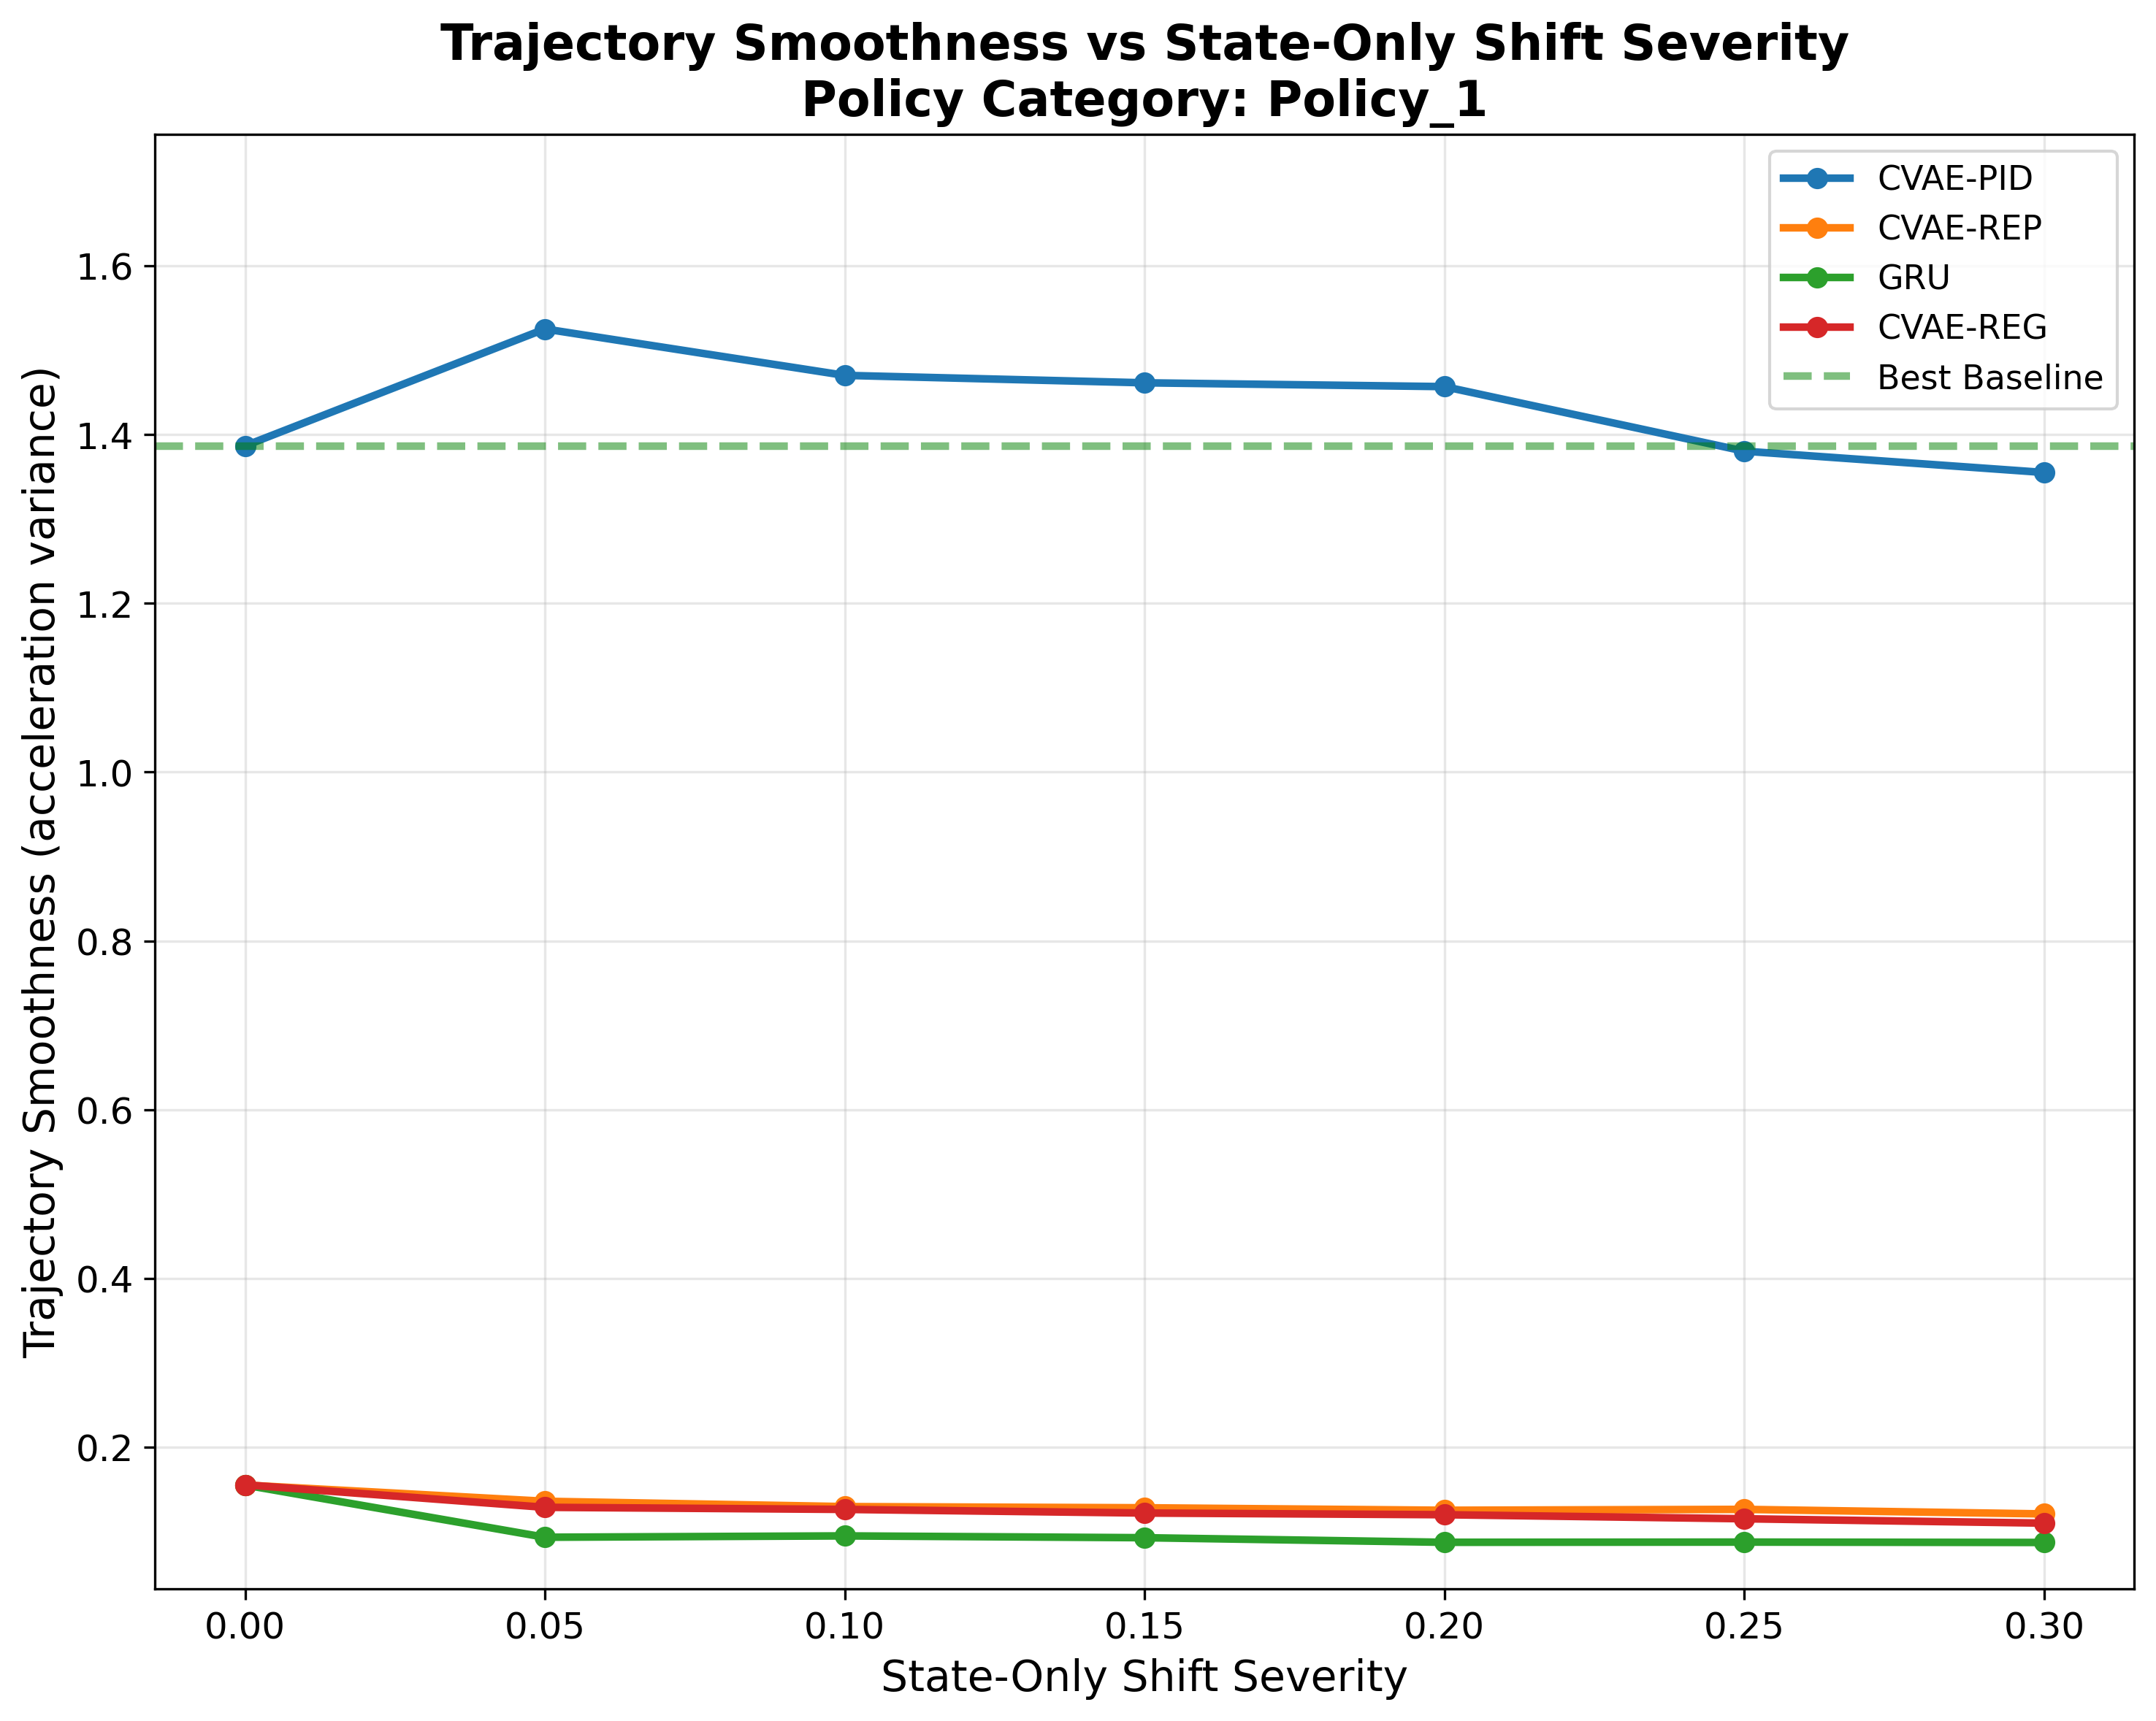 Trajectory Smoothness vs State-Only Shift Severity
Policy Category: Policy_1
Trajectory Smoothness (acceleration variance)
1.6
1.4
1.2
1.0
0.8
0.6
0.4
0.2
CVAE-PID
CVAE-REP
GRU
CVAE-REG
Best Baseline
0.00 0.05 0.10 0.15 0.20 0.25 0.30
State-Only Shift Severity